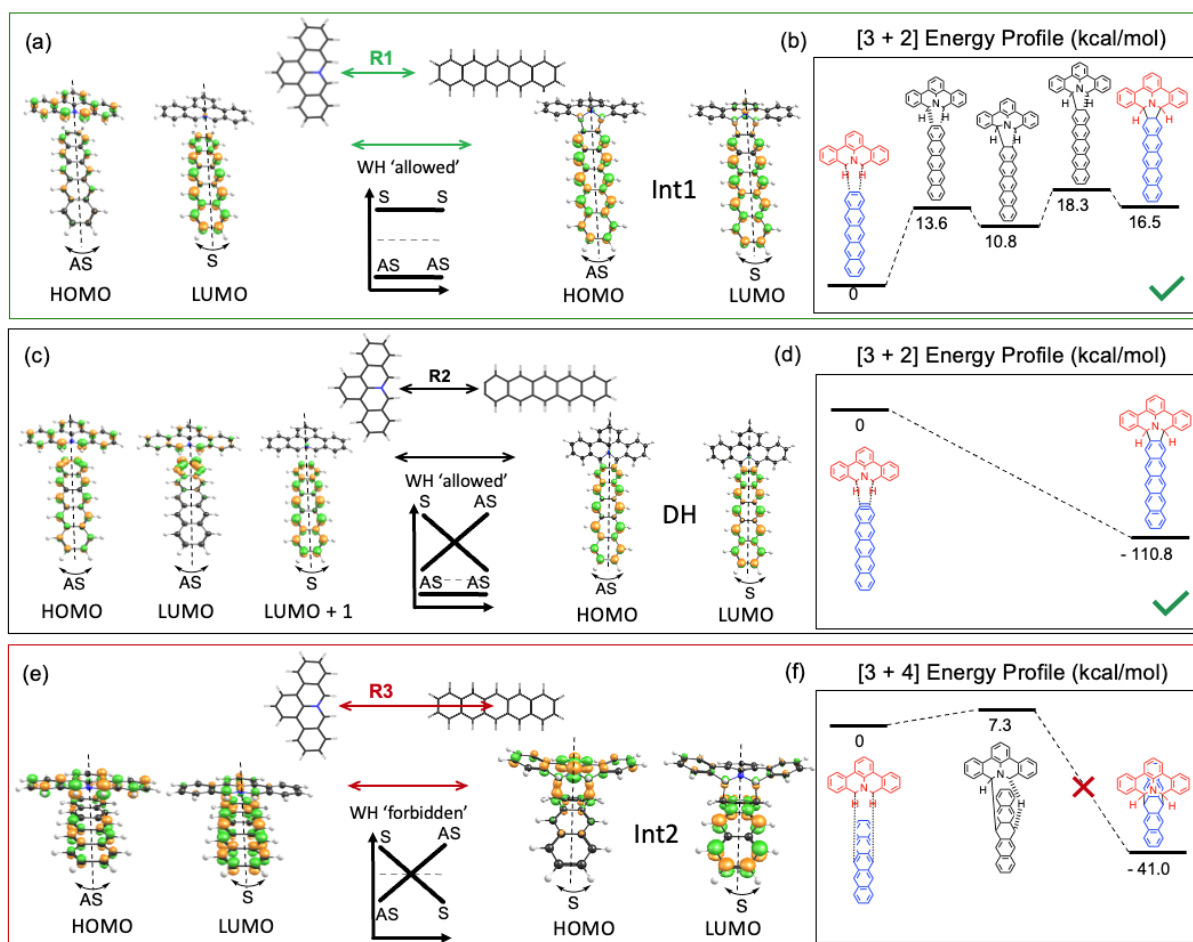 (a)
R1
WH 'allowed'
S S
AS AS
AS
HOMO
S
LUMO
Int1
AS
HOMO
S
LUMO
(b)
[3 + 2] Energy Profile (kcal/mol)
N
H H
0
N
H H
13.6
N
H H
10.8
N
H H
18.3
N
H H
16.5
(c)
R2
WH 'allowed'
S AS
AS AS
AS
HOMO
AS
LUMO
S
LUMO + 1
DH
AS
HOMO
S
LUMO
(d)
[3 + 2] Energy Profile (kcal/mol)
0
N
H H
N
H H
- 110.8
(e)
R3
WH 'forbidden'
S AS
AS S
AS
HOMO
S
LUMO
Int2
S
HOMO
S
LUMO
(f)
[3 + 4] Energy Profile (kcal/mol)
0
N
H H
7.3
N
H H
N
H H
- 41.0